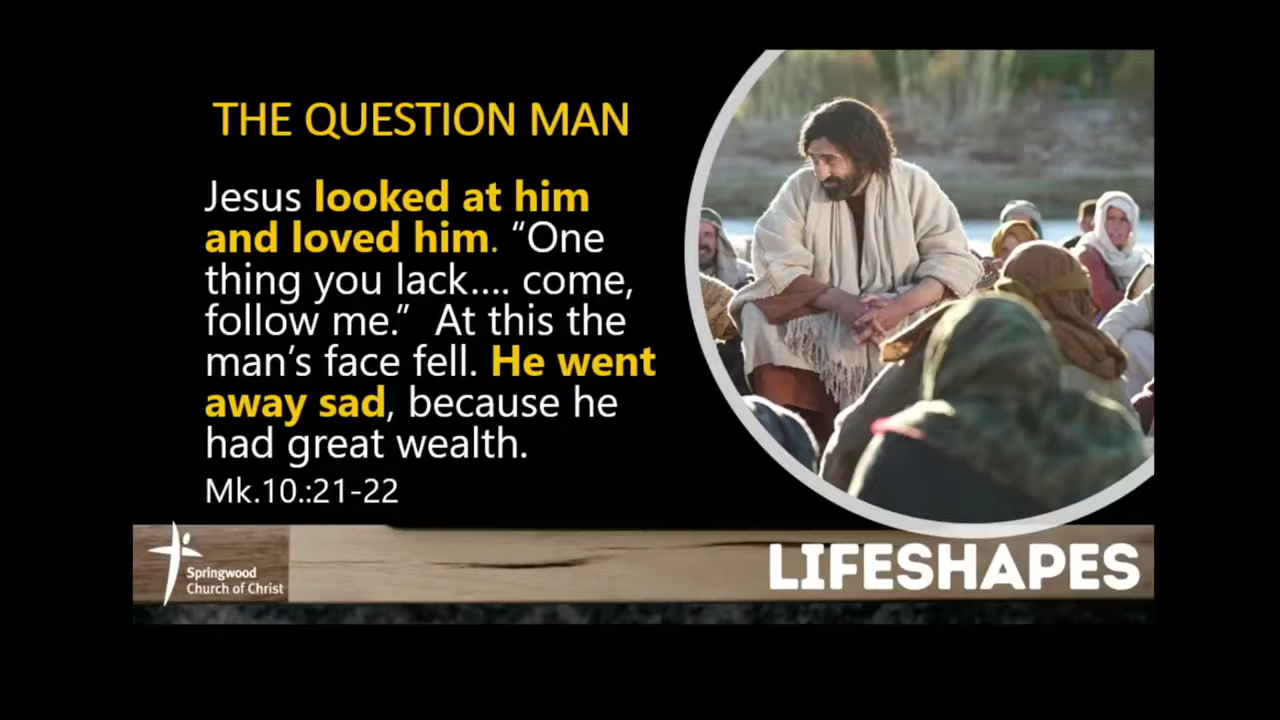 THE QUESTION MAN
Jesus looked at him
and loved him. “One
thing you lack.... come,
follow me.”  At this the
man’s face fell. He went
away sad, because he
had great wealth.
Mk.10.:21-22
Springwood
Church of Christ
LIFESHAPES